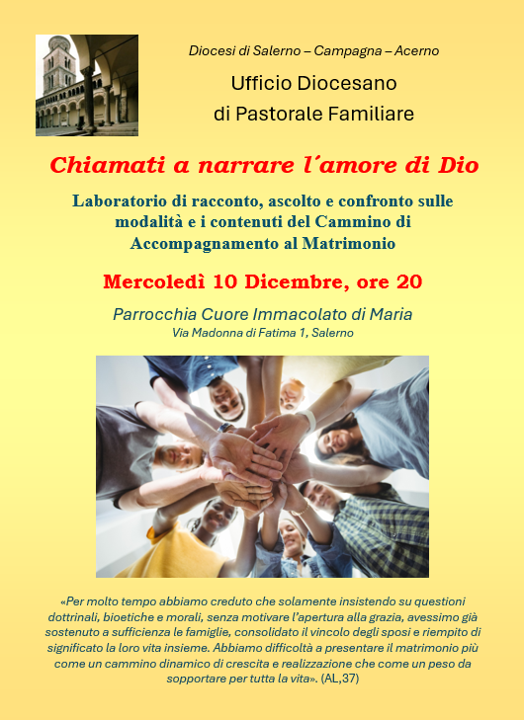 Diocesi di Salerno – Campagna – Acerno
Ufficio Diocesano
di Pastorale Familiare
Chiamati a narrare l´amore di Dio
Laboratorio di racconto, ascolto e confronto sulle
modalità e i contenuti del Cammino di
Accompagnamento al Matrimonio
Mercoledì 10 Dicembre, ore 20
Parrocchia Cuore Immacolato di Maria
Via Madonna di Fatima 1, Salerno
«Per molto tempo abbiamo creduto che solamente insistendo su questioni
dottrinali, bioetiche e morali, senza motivare l’apertura alla grazia, avessimo già
sostenuto a sufficienza le famiglie, consolidato il vincolo degli sposi e riempito di
significato la loro vita insieme. Abbiamo difficoltà a presentare il matrimonio più
come un cammino dinamico di crescita e realizzazione che come un peso da
sopportare per tutta la vita». (AL,37)